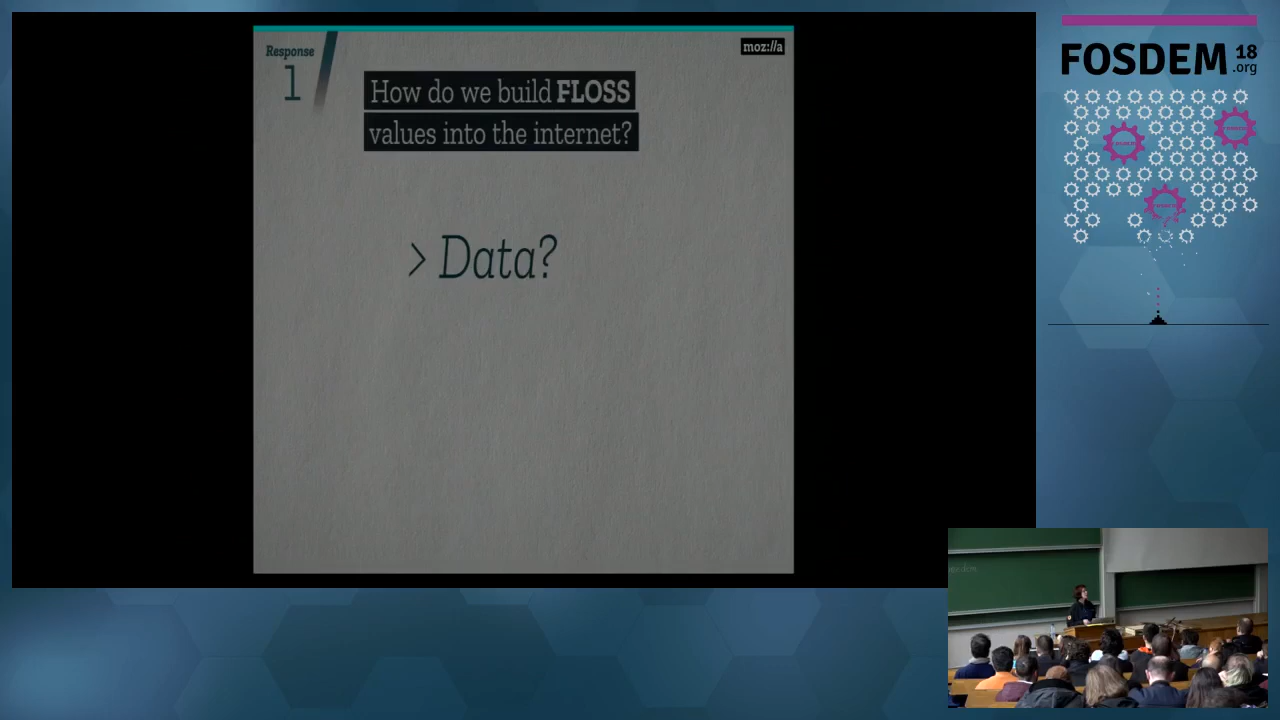 Response
1
moz://a
How do we build FLOSS
values into the internet?
> Data?
FOSDEM 18
.org